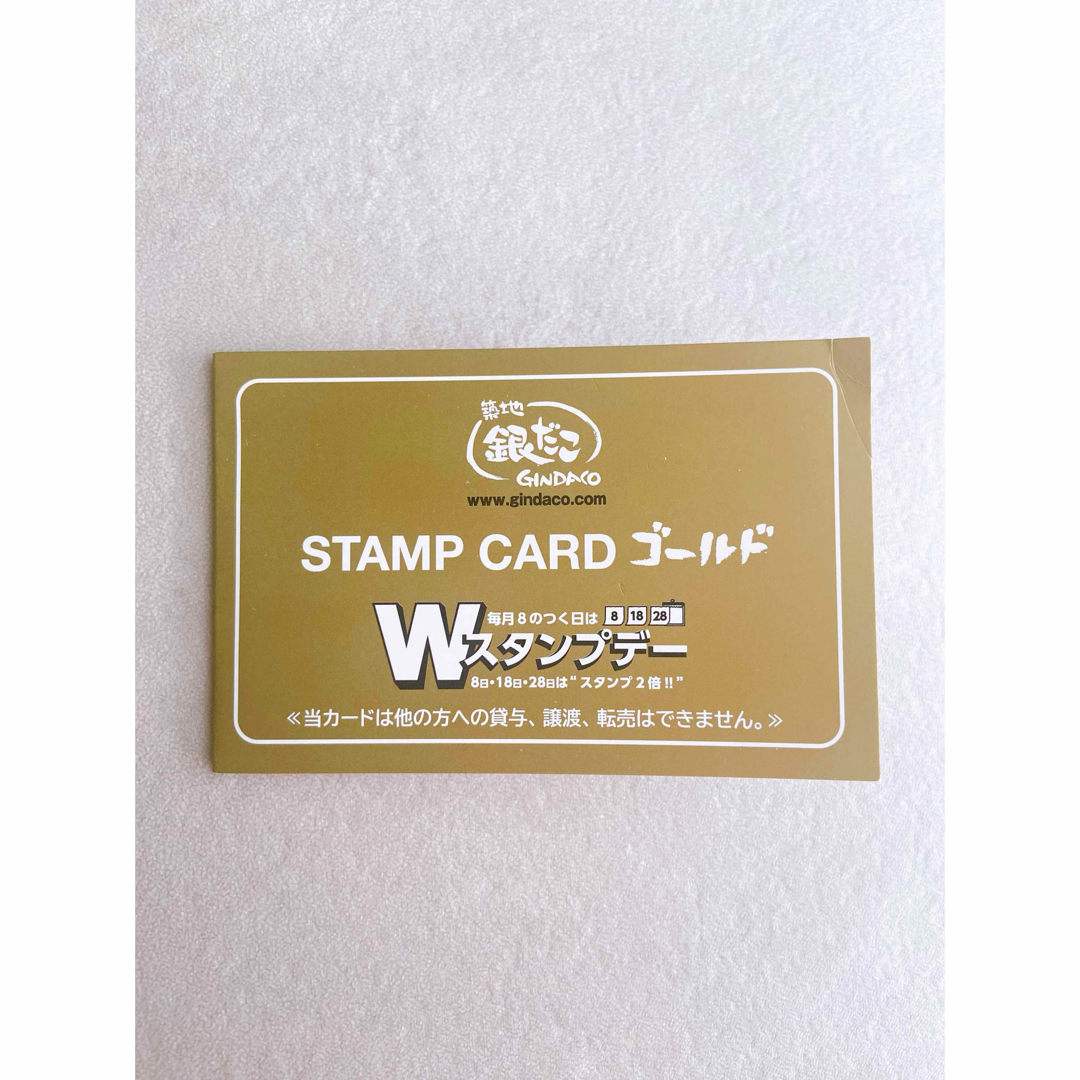 築地
銀だこ
GINDACO
www.gindaco.com
STAMP CARD ゴールド
毎月8のつく日は 8 18 28
Wスタンプデー
8日・18日・28日は“スタンプ2倍!!”
≪当カードは他の方への貸与、譲渡、転売はできません。≫